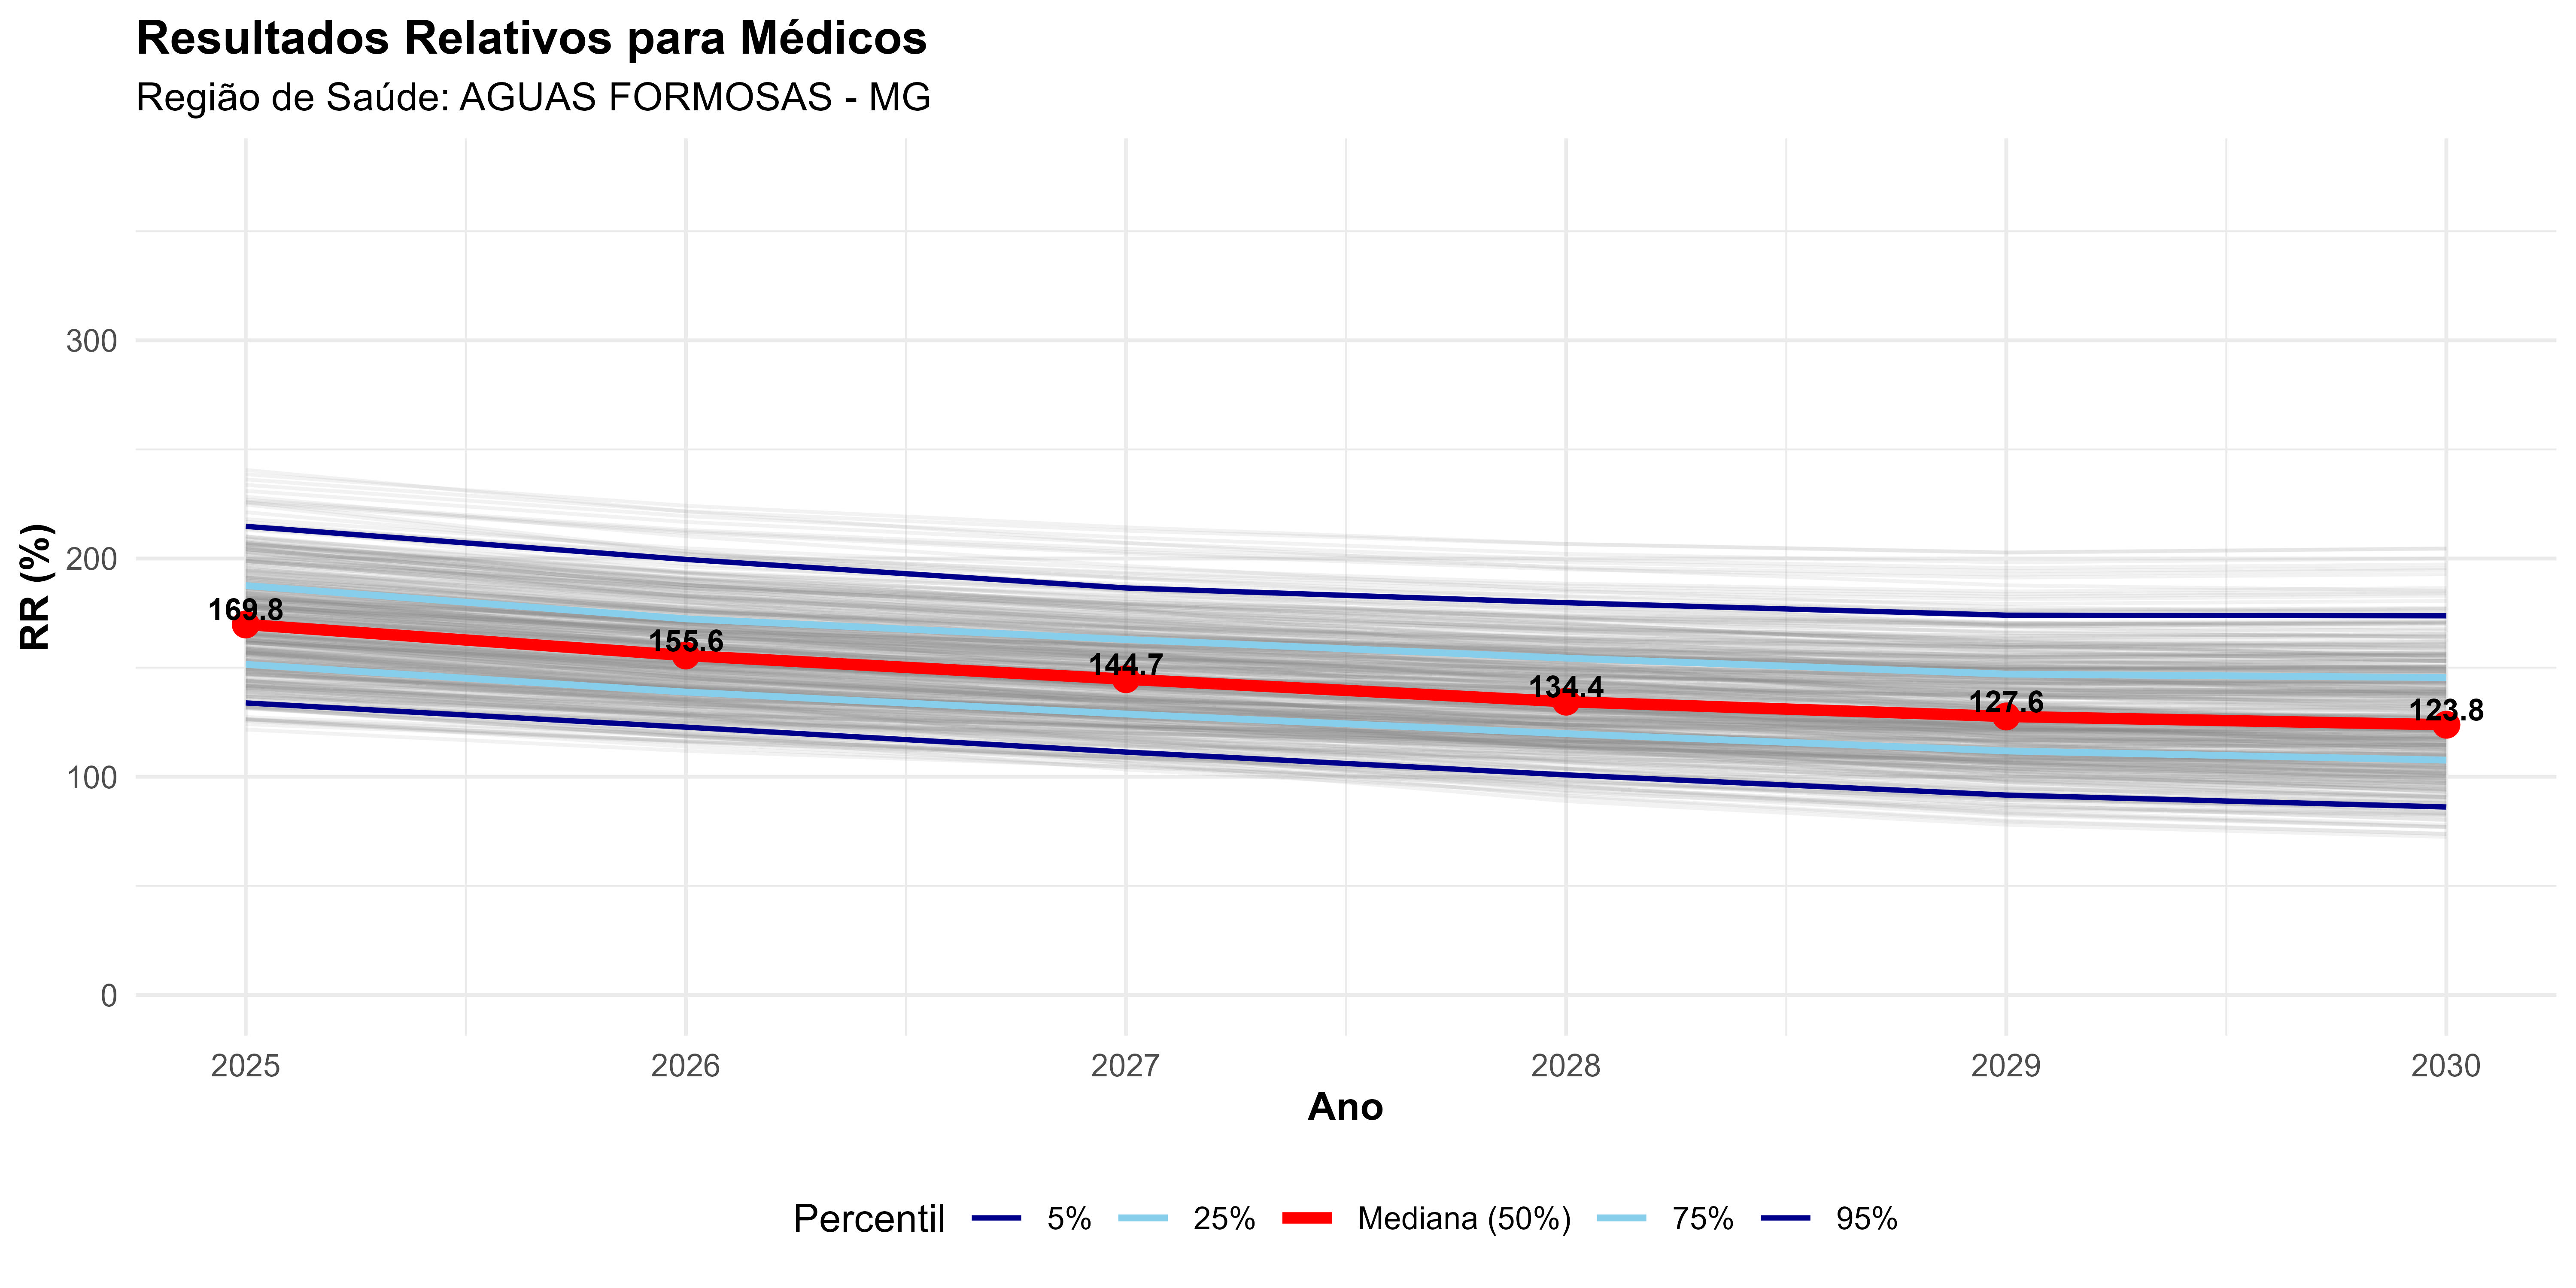 Resultados Relativos para Médicos
Região de Saúde: AGUAS FORMOSAS - MG
RR (%)
300
200
100
0
169.8
155.6
144.7
134.4
127.6
123.8
2025 2026 2027 2028 2029 2030
Ano
Percentil 5% 25% Mediana (50%) 75% 95%